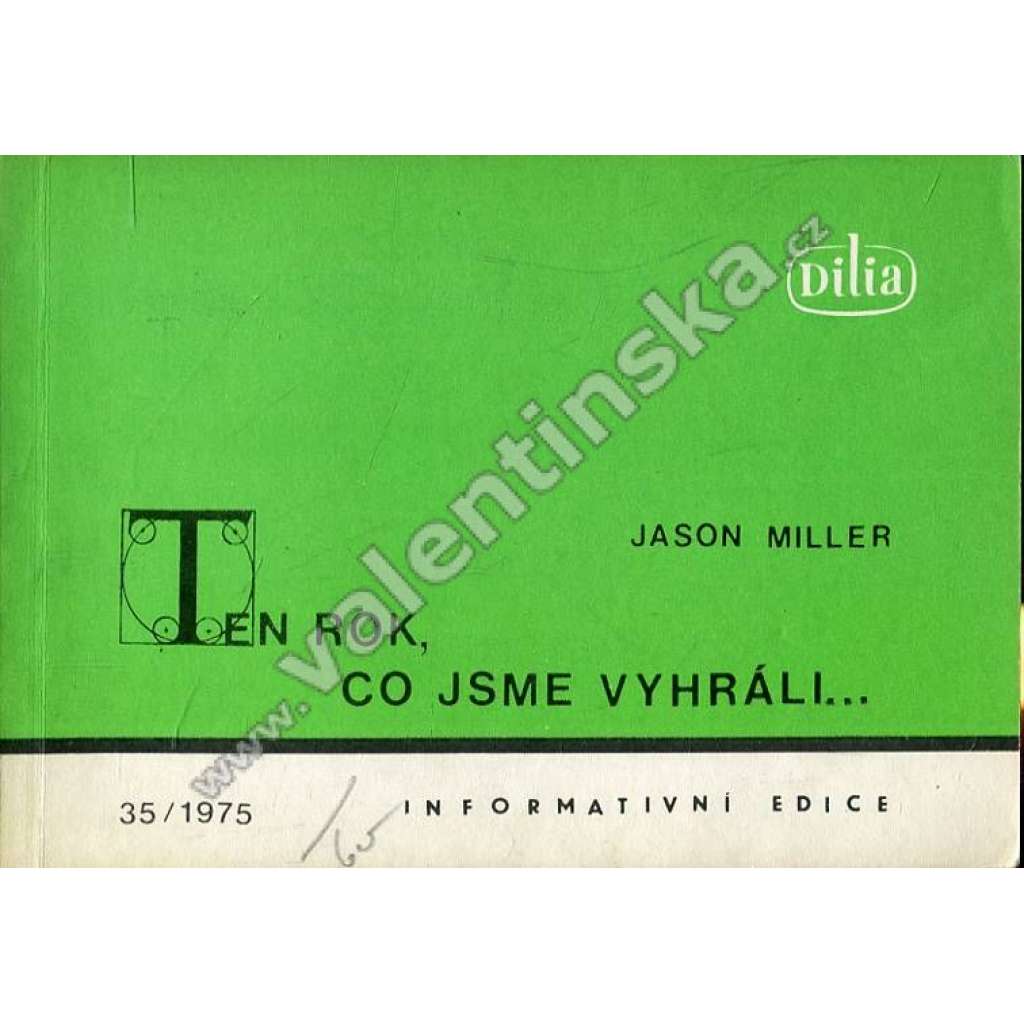 Dilia
JASON MILLER
TEN ROK,
CO JSME VYHRÁLI...
35/1975
INFORMATIVNÍ EDICE
www.valentinska.cz